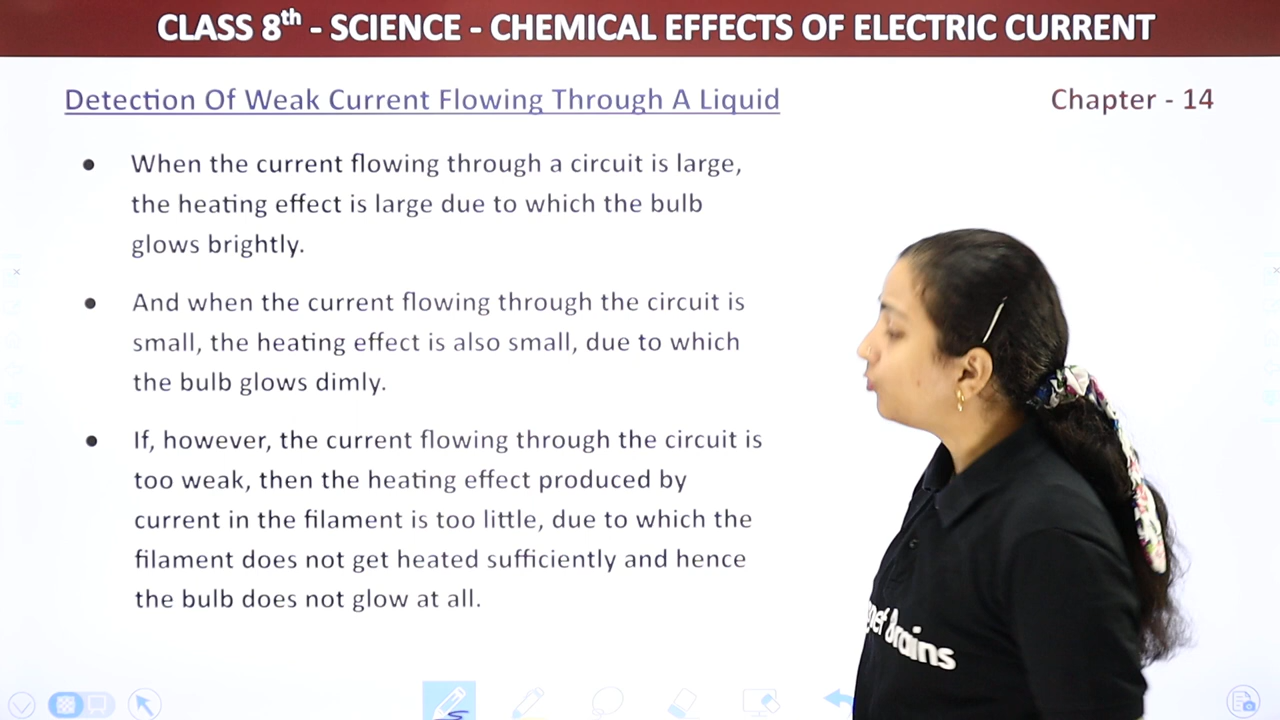 CLASS 8th - SCIENCE - CHEMICAL EFFECTS OF ELECTRIC CURRENT
Detection Of Weak Current Flowing Through A Liquid
Chapter - 14
● When the current flowing through a circuit is large,
the heating effect is large due to which the bulb
glows brightly.
● And when the current flowing through the circuit is
small, the heating effect is also small, due to which
the bulb glows dimly.
● If, however, the current flowing through the circuit is
too weak, then the heating effect produced by
current in the filament is too little, due to which the
filament does not get heated sufficiently and hence
the bulb does not glow at all.
Brains